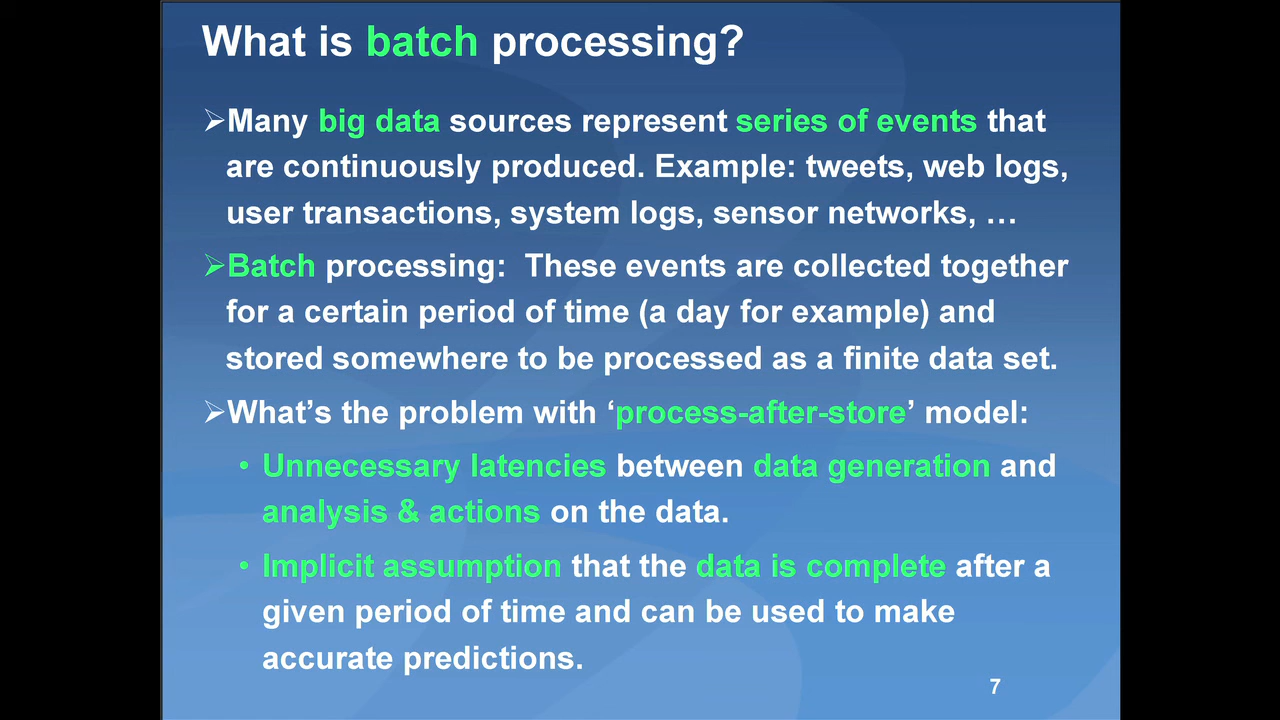 What is batch processing?
➢Many big data sources represent series of events that
are continuously produced. Example: tweets, web logs,
user transactions, system logs, sensor networks, …
➢Batch processing:  These events are collected together
for a certain period of time (a day for example) and
stored somewhere to be processed as a finite data set.
➢What’s the problem with ‘process-after-store’ model:
• Unnecessary latencies between data generation and
analysis & actions on the data.
• Implicit assumption that the data is complete after a
given period of time and can be used to make
accurate predictions.
7